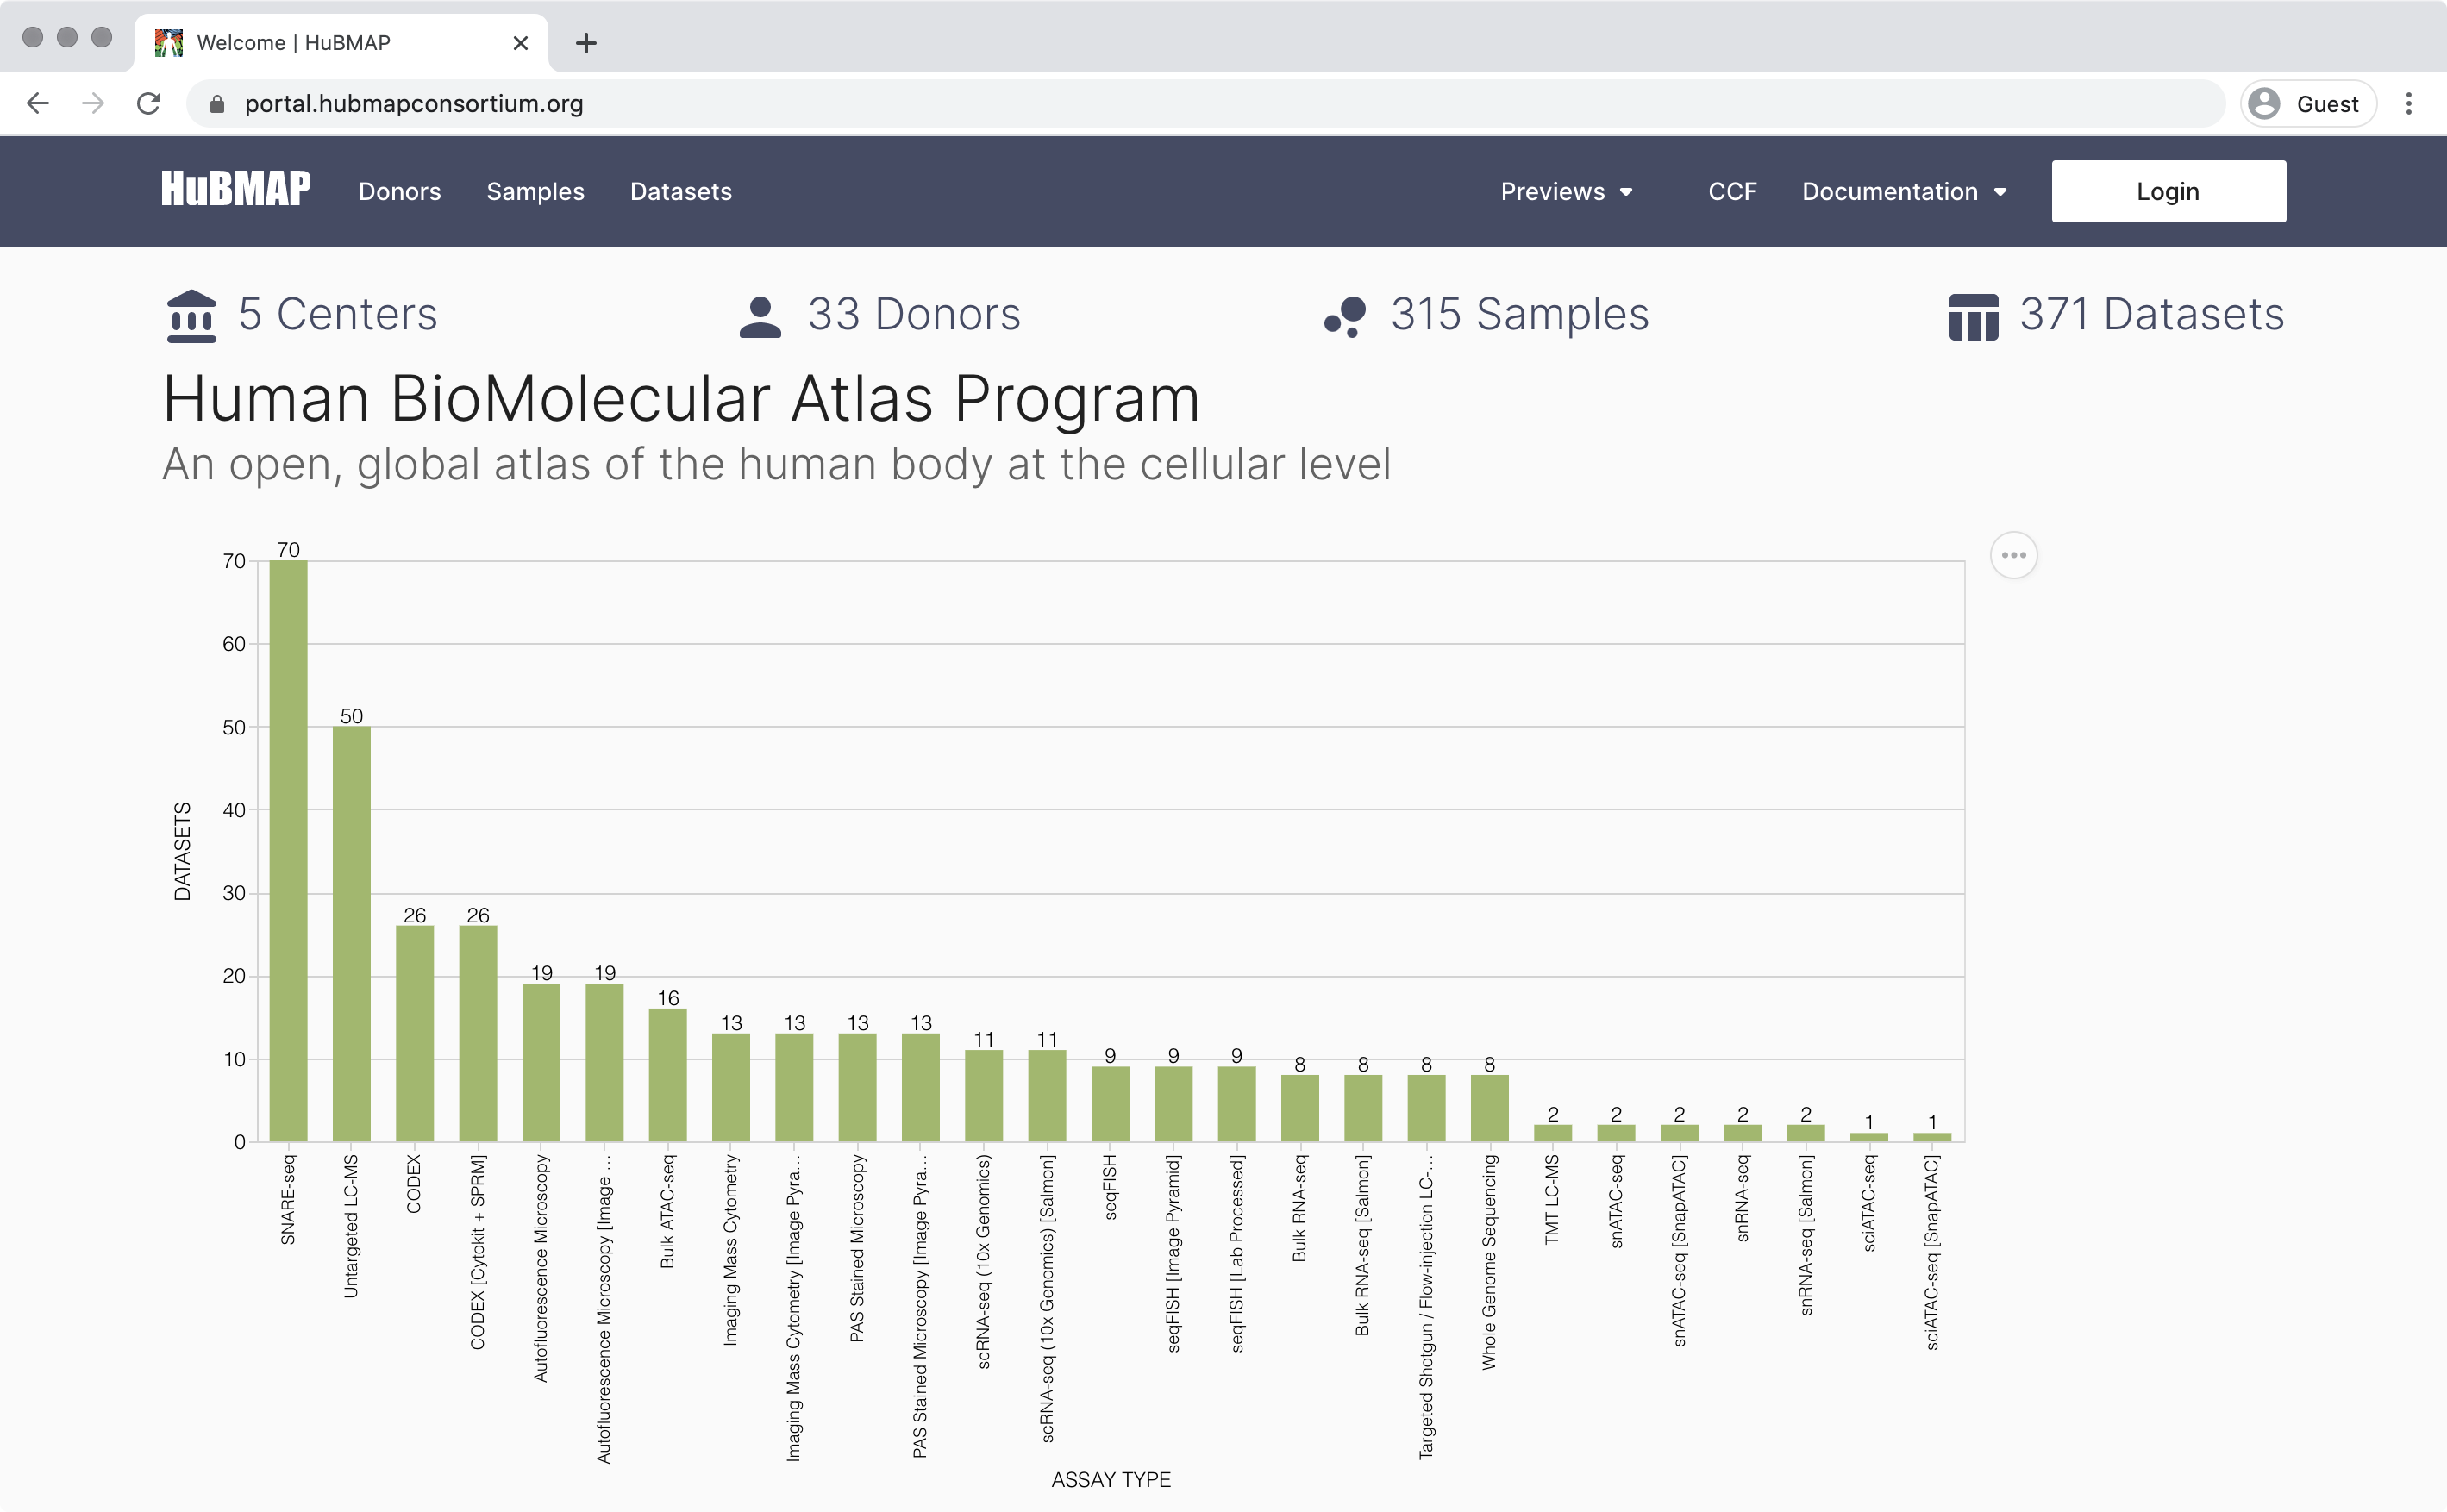 Welcome | HuBMAP
portal.hubmapconsortium.org
Guest
HuBMAP Donors Samples Datasets Previews CCF Documentation Login
5 Centers 33 Donors 315 Samples 371 Datasets
Human BioMolecular Atlas Program
An open, global atlas of the human body at the cellular level
DATASETS
70
60
50
40
30
20
10
0
70
50
26
26
19
19
16
13
13
13
13
11
11
9
9
9
8
8
8
8
2
2
2
2
2
1
1
SNARE-seq
Untargeted LC-MS
CODEX
CODEX [Cytokit + SPRM]
Autofluorescence Microscopy
Autofluorescence Microscopy [Image ...
Bulk ATAC-seq
Imaging Mass Cytometry
Imaging Mass Cytometry [Image Pyra...
PAS Stained Microscopy
PAS Stained Microscopy [Image Pyra...
scRNA-seq (10x Genomics)
scRNA-seq (10x Genomics) [Salmon]
seqFISH
seqFISH [Image Pyramid]
seqFISH [Lab Processed]
Bulk RNA-seq
Bulk RNA-seq [Salmon]
Targeted Shotgun / Flow-injection LC-...
Whole Genome Sequencing
TMT LC-MS
snATAC-seq
snATAC-seq [SnapATAC]
snRNA-seq
snRNA-seq [Salmon]
sciATAC-seq
sciATAC-seq [SnapATAC]
ASSAY TYPE